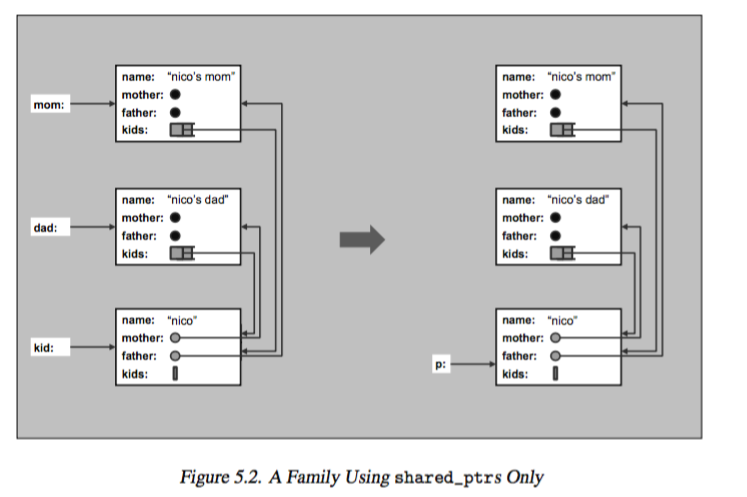 name: "nico's mom"
mother:
father:
kids:
mom:
name: "nico's dad"
mother:
father:
kids:
dad:
name: "nico"
mother:
father:
kids:
kid:
name: "nico's mom"
mother:
father:
kids:
name: "nico's dad"
mother:
father:
kids:
name: "nico"
mother:
father:
kids:
p:
Figure 5.2. A Family Using shared_ptrs Only